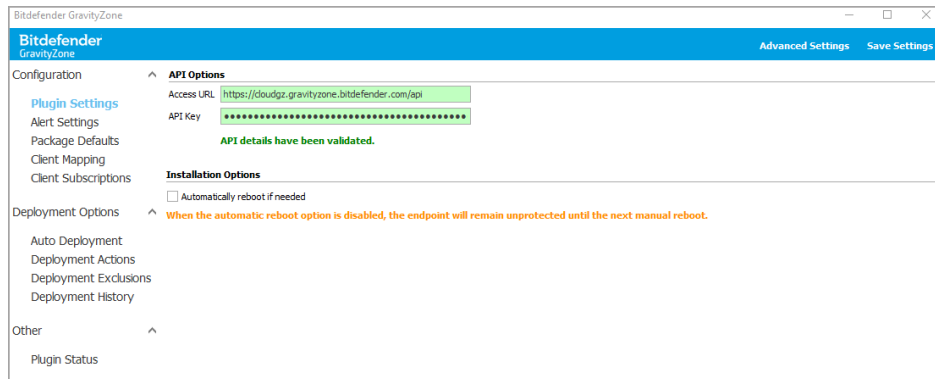 Bitdefender GravityZone
Bitdefender
GravityZone
Advanced Settings Save Settings
Configuration
Plugin Settings
Alert Settings
Package Defaults
Client Mapping
Client Subscriptions
Deployment Options
Auto Deployment
Deployment Actions
Deployment Exclusions
Deployment History
Other
Plugin Status
API Options
Access URL https://cloudgz.gravityzone.bitdefender.com/api
API Key ••••••••••••••••••••••••••••••••••••••••
API details have been validated.
Installation Options
Automatically reboot if needed
When the automatic reboot option is disabled, the endpoint will remain unprotected until the next manual reboot.